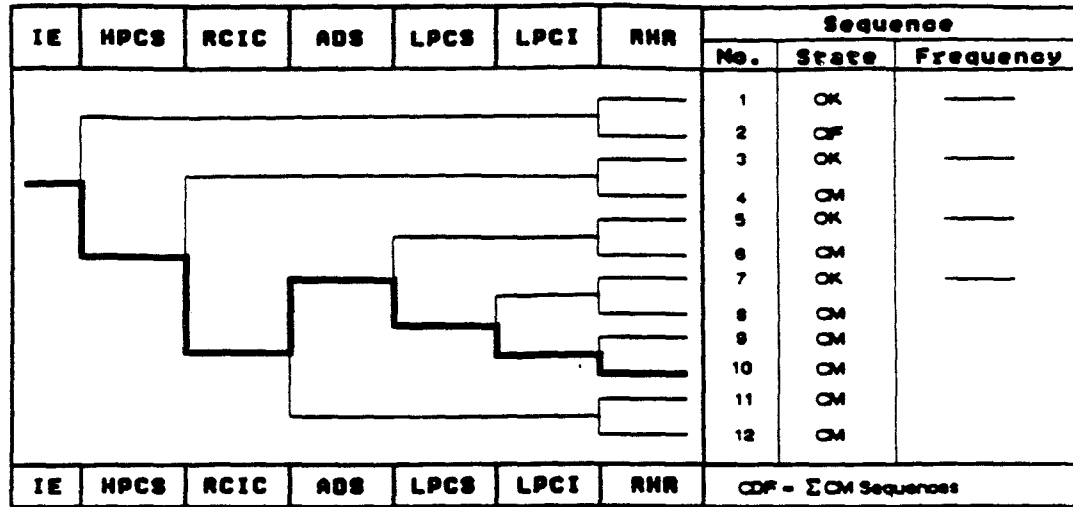 IE HPCS RCIC ADS LPCS LPCI RHR Sequence
No. State Frequency
1 OK
2 CIF
3 OK
4 CM
5 OK
6 CM
7 OK
8 CM
9 CM
10 CM
11 CM
12 CM
IE HPCS RCIC ADS LPCS LPCI RHR CDF = Σ CM Sequences